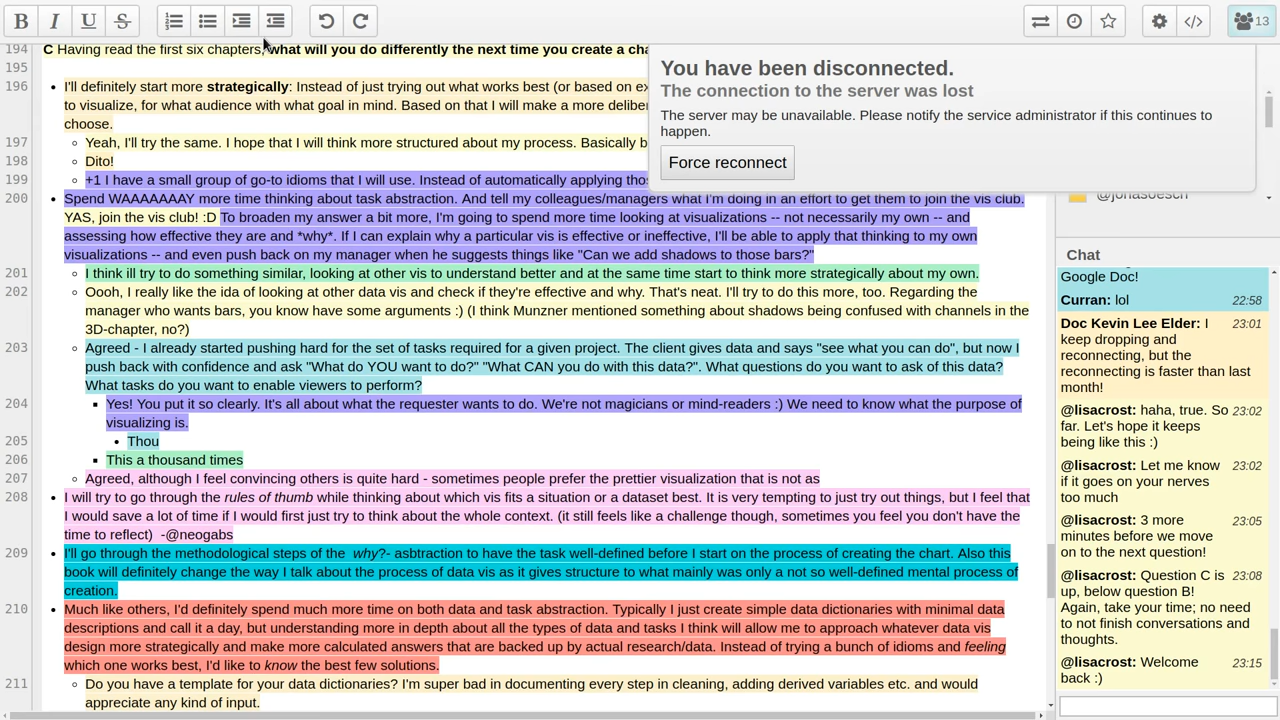 B I U S 13
194 C Having read the first six chapters, what will you do differently the next time you create a cha
195
196 I'll definitely start more strategically: Instead of just trying out what works best (or based on ex
to visualize, for what audience with what goal in mind. Based on that I will make a more deliber
choose.
197 Yeah, I'll try the same. I hope that I will think more structured about my process. Basically b
198 Dito!
199 +1 I have a small group of go-to idioms that I will use. Instead of automatically applying thos
200 Spend WAAAAAAAY more time thinking about task abstraction. And tell my colleagues/managers what I'm doing in an effort to get them to join the vis club.
YAS, join the vis club! :D To broaden my answer a bit more, I'm going to spend more time looking at visualizations -- not necessarily my own -- and
assessing how effective they are and *why*. If I can explain why a particular vis is effective or ineffective, I'll be able to apply that thinking to my own
visualizations -- and even push back on my manager when he suggests things like "Can we add shadows to those bars?"
201 I think ill try to do something similar, looking at other vis to understand better and at the same time start to think more strategically about my own.
202 Oooh, I really like the ida of looking at other data vis and check if they're effective and why. That's neat. I'll try to do this more, too. Regarding the
manager who wants bars, you know have some arguments :) (I think Munzner mentioned something about shadows being confused with channels in the
3D-chapter, no?)
203 Agreed - I already started pushing hard for the set of tasks required for a given project. The client gives data and says "see what you can do", but now I
push back with confidence and ask "What do YOU want to do?" "What CAN you do with this data?". What questions do you want to ask of this data?
What tasks do you want to enable viewers to perform?
204 Yes! You put it so clearly. It's all about what the requester wants to do. We're not magicians or mind-readers :) We need to know what the purpose of
visualizing is.
205 Thou
206 This a thousand times
207 Agreed, although I feel convincing others is quite hard - sometimes people prefer the prettier visualization that is not as
208 I will try to go through the rules of thumb while thinking about which vis fits a situation or a dataset best. It is very tempting to just try out things, but I feel that
I would save a lot of time if I would first just try to think about the whole context. (it still feels like a challenge though, sometimes you feel you don't have the
time to reflect) -@neogabs
209 I'll go through the methodological steps of the why?- asbtraction to have the task well-defined before I start on the process of creating the chart. Also this
book will definitely change the way I talk about the process of data vis as it gives structure to what mainly was only a not so well-defined mental process of
creation.
210 Much like others, I'd definitely spend much more time on both data and task abstraction. Typically I just create simple data dictionaries with minimal data
descriptions and call it a day, but understanding more in depth about all the types of data and tasks I think will allow me to approach whatever data vis
design more strategically and make more calculated answers that are backed up by actual research/data. Instead of trying a bunch of idioms and feeling
which one works best, I'd like to know the best few solutions.
211 Do you have a template for your data dictionaries? I'm super bad in documenting every step in cleaning, adding derived variables etc. and would
appreciate any kind of input.
You have been disconnected.
The connection to the server was lost
The server may be unavailable. Please notify the service administrator if this continues to
happen.
Force reconnect
@jonasoesch
Chat
Google Doc!
Curran: lol 22:58
Doc Kevin Lee Elder: I 23:01
keep dropping and
reconnecting, but the
reconnecting is faster than last
month!
@lisacrost: haha, true. So 23:02
far. Let's hope it keeps
being like this :)
@lisacrost: Let me know 23:02
if it goes on your nerves
too much
@lisacrost: 3 more 23:05
minutes before we move
on to the next question!
@lisacrost: Question C is 23:08
up, below question B!
Again, take your time; no need
to not finish conversations and
thoughts.
@lisacrost: Welcome 23:15
back :)